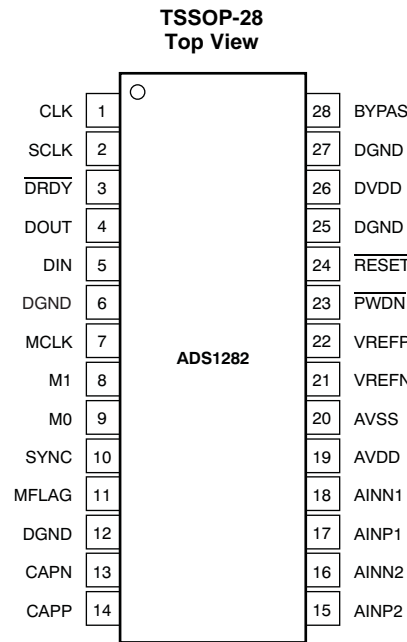 TSSOP-28
Top View
CLK 1 28 BYPAS
SCLK 2 27 DGND
DRDY 3 26 DVDD
DOUT 4 25 DGND
DIN 5 24 RESET
DGND 6 23 PWDN
MCLK 7 22 VREFP
ADS1282
M1 8 21 VREFN
M0 9 20 AVSS
SYNC 10 19 AVDD
MFLAG 11 18 AINN1
DGND 12 17 AINP1
CAPN 13 16 AINN2
CAPP 14 15 AINP2